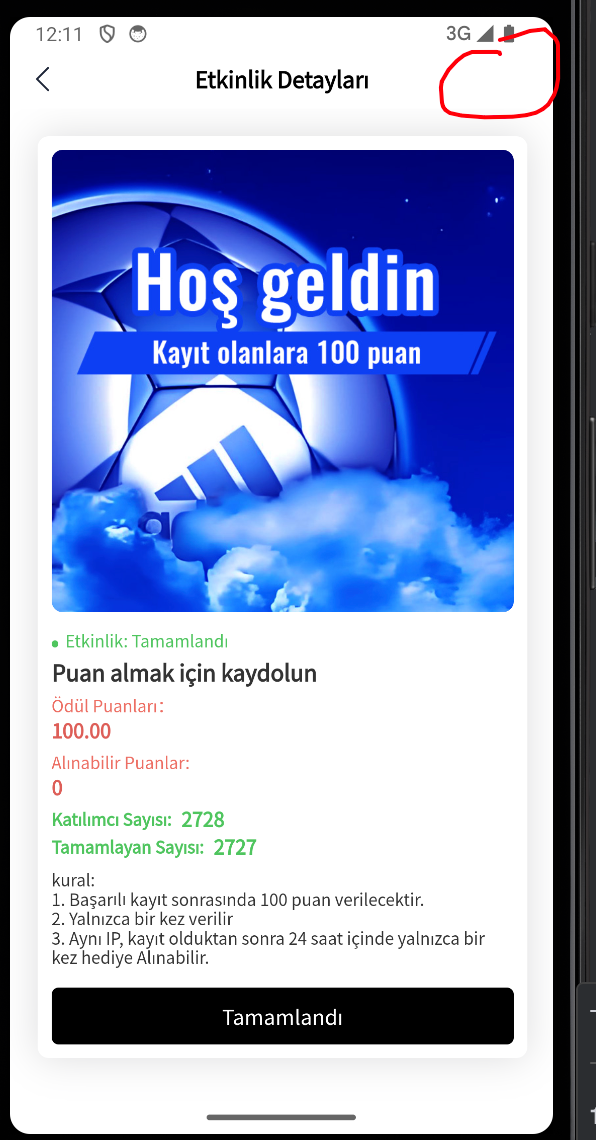 12:11
3G
Etkinlik Detayları
Hoş geldin
Kayıt olanlara 100 puan
Etkinlik: Tamamlandı
Puan almak için kaydolun
Ödül Puanları:
100.00
Alınabilir Puanlar:
0
Katılımcı Sayısı: 2728
Tamamlayan Sayısı: 2727
kural:
1. Başarılı kayıt sonrasında 100 puan verilecektir.
2. Yalnızca bir kez verilir
3. Aynı IP, kayıt olduktan sonra 24 saat içinde yalnızca bir
kez hediye Alınabilir.
Tamamlandı